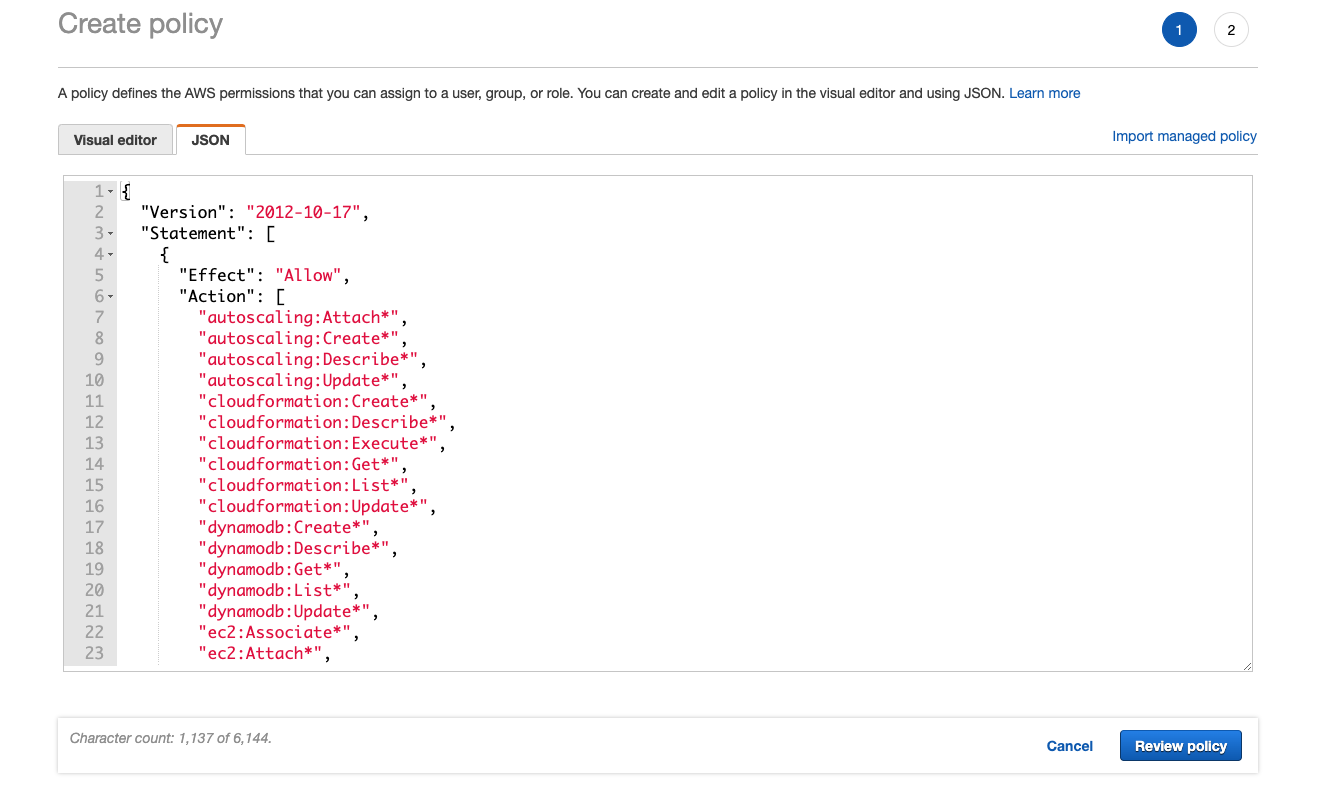 Create policy
1
2
A policy defines the AWS permissions that you can assign to a user, group, or role. You can create and edit a policy in the visual editor and using JSON. Learn more
Visual editor
JSON
Import managed policy
1 {
2 "Version": "2012-10-17",
3 "Statement": [
4 {
5 "Effect": "Allow",
6 "Action": [
7 "autoscaling:Attach*",
8 "autoscaling:Create*",
9 "autoscaling:Describe*",
10 "autoscaling:Update*",
11 "cloudformation:Create*",
12 "cloudformation:Describe*",
13 "cloudformation:Execute*",
14 "cloudformation:Get*",
15 "cloudformation:List*",
16 "cloudformation:Update*",
17 "dynamodb:Create*",
18 "dynamodb:Describe*",
19 "dynamodb:Get*",
20 "dynamodb:List*",
21 "dynamodb:Update*",
22 "ec2:Associate*",
23 "ec2:Attach*",
Character count: 1,137 of 6,144.
Cancel
Review policy